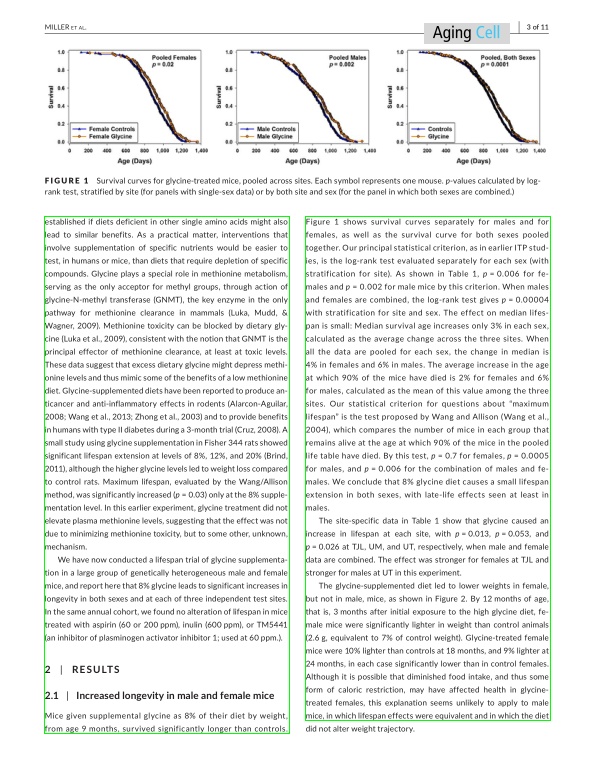 MILLER ET AL.
Aging Cell
3 of 11
Pooled Females
p = 0.02
Survival
1.0
0.8
0.6
0.4
0.2
0.0
Female Controls
Female Glycine
0 200 400 600 800 1,000 1,200 1,400
Age (Days)
Pooled Males
p = 0.002
Survival
1.0
0.8
0.6
0.4
0.2
0.0
Male Controls
Male Glycine
0 200 400 600 800 1,000 1,200 1,400
Age (Days)
Pooled, Both Sexes
p = 0.0001
Survival
1.0
0.8
0.6
0.4
0.2
0.0
Controls
Glycine
0 200 400 600 800 1,000 1,200 1,400
Age (Days)
FIGURE 1 Survival curves for glycine-treated mice, pooled across sites. Each symbol represents one mouse. p-values calculated by log-
rank test, stratified by site (for panels with single-sex data) or by both site and sex (for the panel in which both sexes are combined.)
established if diets deficient in other single amino acids might also
lead to similar benefits. As a practical matter, interventions that
involve supplementation of specific nutrients would be easier to
test, in humans or mice, than diets that require depletion of specific
compounds. Glycine plays a special role in methionine metabolism,
serving as the only acceptor for methyl groups, through action of
glycine-N-methyl transferase (GNMT), the key enzyme in the only
pathway for methionine clearance in mammals (Luka, Mudd, &
Wagner, 2009). Methionine toxicity can be blocked by dietary gly-
cine (Luka et al., 2009), consistent with the notion that GNMT is the
principal effector of methionine clearance, at least at toxic levels.
These data suggest that excess dietary glycine might depress methi-
onine levels and thus mimic some of the benefits of a low methionine
diet. Glycine-supplemented diets have been reported to produce an-
ticancer and anti-inflammatory effects in rodents (Alarcon-Aguilar,
2008; Wang et al., 2013; Zhong et al., 2003) and to provide benefits
in humans with type II diabetes during a 3-month trial (Cruz, 2008). A
small study using glycine supplementation in Fisher 344 rats showed
significant lifespan extension at levels of 8%, 12%, and 20% (Brind,
2011), although the higher glycine levels led to weight loss compared
to control rats. Maximum lifespan, evaluated by the Wang/Allison
method, was significantly increased (p = 0.03) only at the 8% supple-
mentation level. In this earlier experiment, glycine treatment did not
elevate plasma methionine levels, suggesting that the effect was not
due to minimizing methionine toxicity, but to some other, unknown,
mechanism.
We have now conducted a lifespan trial of glycine supplementa-
tion in a large group of genetically heterogeneous male and female
mice, and report here that 8% glycine leads to significant increases in
longevity in both sexes and at each of three independent test sites.
In the same annual cohort, we found no alteration of lifespan in mice
treated with aspirin (60 or 200 ppm), inulin (600 ppm), or TM5441
(an inhibitor of plasminogen activator inhibitor 1; used at 60 ppm.).
2 | RESULTS
2.1 | Increased longevity in male and female mice
Mice given supplemental glycine as 8% of their diet by weight,
from age 9 months, survived significantly longer than controls.
Figure 1 shows survival curves separately for males and for
females, as well as the survival curve for both sexes pooled
together. Our principal statistical criterion, as in earlier ITP stud-
ies, is the log-rank test evaluated separately for each sex (with
stratification for site). As shown in Table 1, p = 0.006 for fe-
males and p = 0.002 for male mice by this criterion. When males
and females are combined, the log-rank test gives p = 0.00004
with stratification for site and sex. The effect on median lifes-
pan is small: Median survival age increases only 3% in each sex,
calculated as the average change across the three sites. When
all the data are pooled for each sex, the change in median is
4% in females and 6% in males. The average increase in the age
at which 90% of the mice have died is 2% for females and 6%
for males, calculated as the mean of this value among the three
sites. Our statistical criterion for questions about "maximum
lifespan" is the test proposed by Wang and Allison (Wang et al.,
2004), which compares the number of mice in each group that
remains alive at the age at which 90% of the mice in the pooled
life table have died. By this test, p = 0.7 for females, p = 0.0005
for males, and p = 0.006 for the combination of males and fe-
males. We conclude that 8% glycine diet causes a small lifespan
extension in both sexes, with late-life effects seen at least in
males.
The site-specific data in Table 1 show that glycine caused an
increase in lifespan at each site, with p = 0.013, p = 0.053, and
p = 0.026 at TJL, UM, and UT, respectively, when male and female
data are combined. The effect was stronger for females at TJL and
stronger for males at UT in this experiment.
The glycine-supplemented diet led to lower weights in female,
but not in male, mice, as shown in Figure 2. By 12 months of age,
that is, 3 months after initial exposure to the high glycine diet, fe-
male mice were significantly lighter in weight than control animals
(2.6 g, equivalent to 7% of control weight). Glycine-treated female
mice were 10% lighter than controls at 18 months, and 9% lighter at
24 months, in each case significantly lower than in control females.
Although it is possible that diminished food intake, and thus some
form of caloric restriction, may have affected health in glycine-
treated females, this explanation seems unlikely to apply to male
mice, in which lifespan effects were equivalent and in which the diet
did not alter weight trajectory.